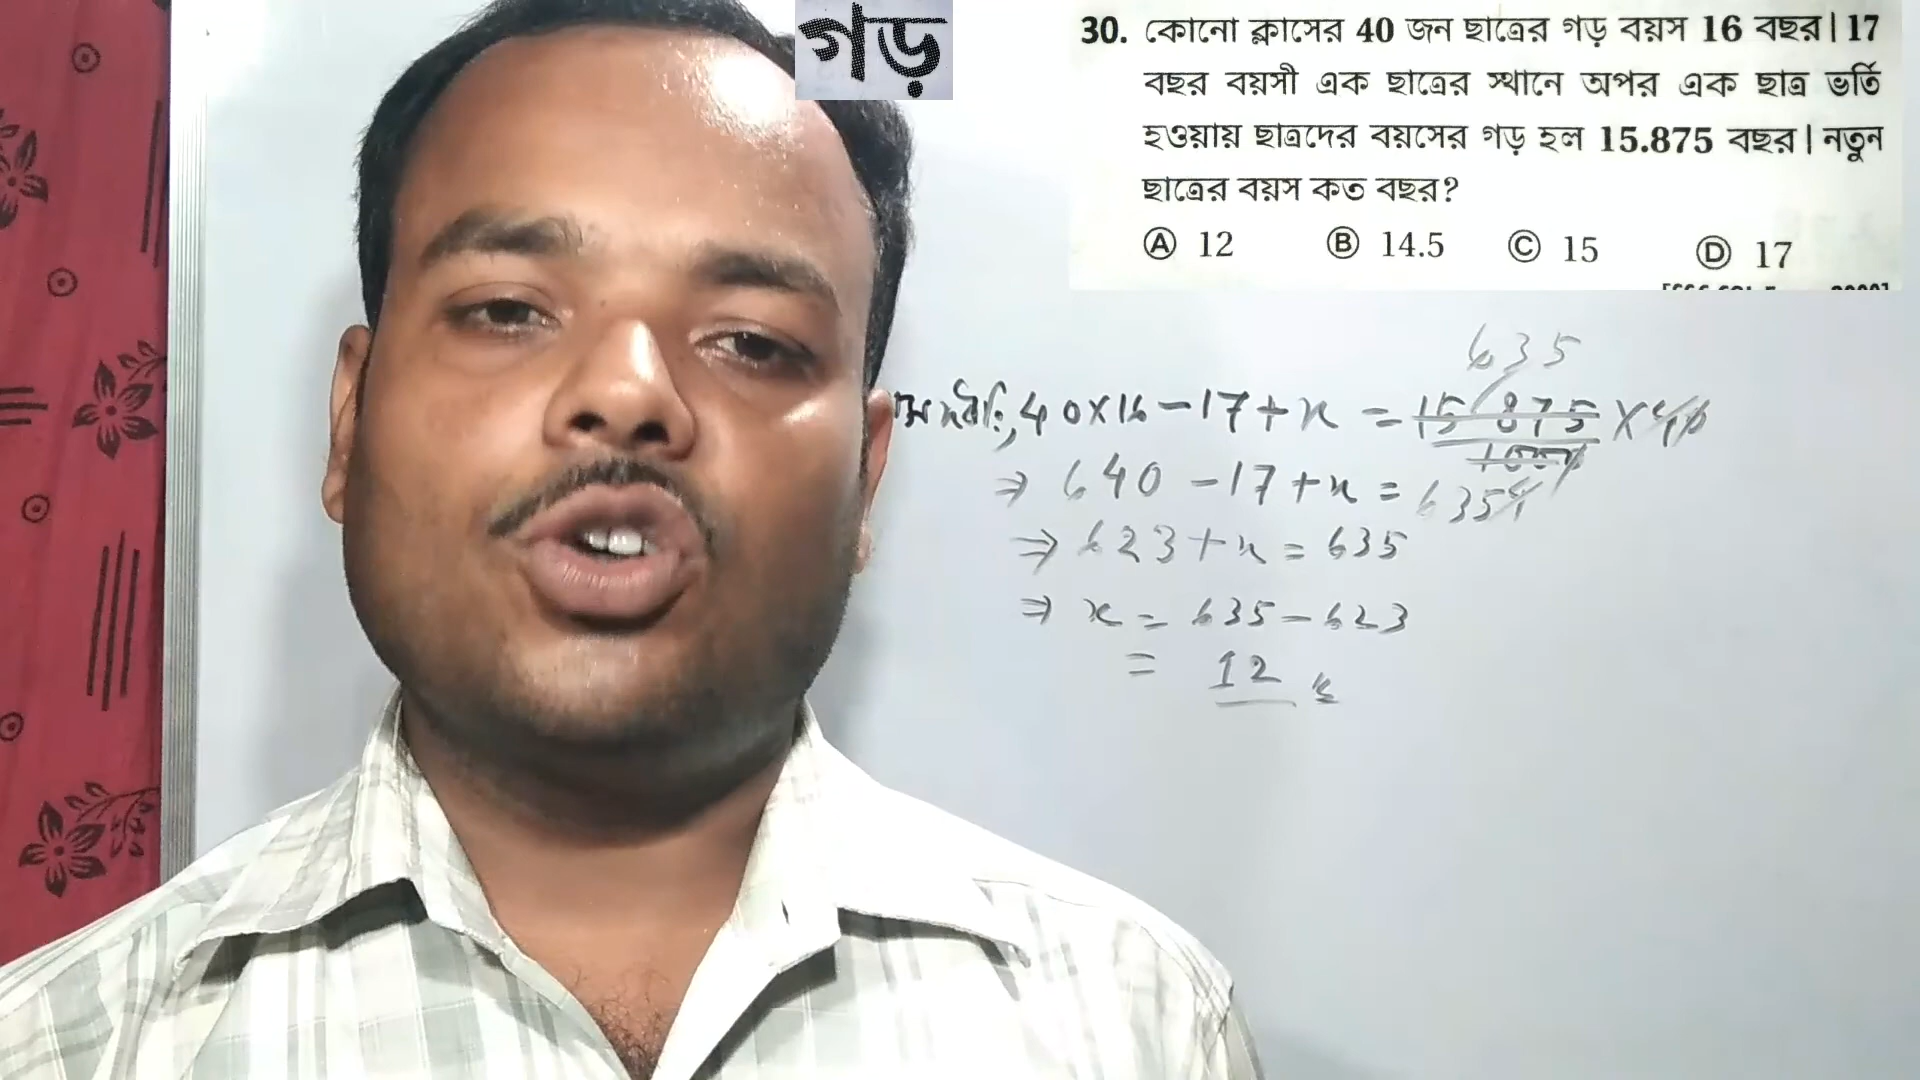 গড়
30. কোনো ক্লাসের 40 জন ছাত্রের গড় বয়স 16 বছর। 17
বছর বয়সী এক ছাত্রের স্থানে অপর এক ছাত্র ভর্তি
হওয়ায় ছাত্রদের বয়সের গড় হল 15.875 বছর। নতুন
ছাত্রের বয়স কত বছর?
Ⓐ 12 Ⓑ 14.5 Ⓒ 15 Ⓓ 17
635
40×16-17+x = 15875 × 40
1000
⇒ 640 -17+x = 635
⇒ 623+x = 635
⇒ x = 635-623
= 12